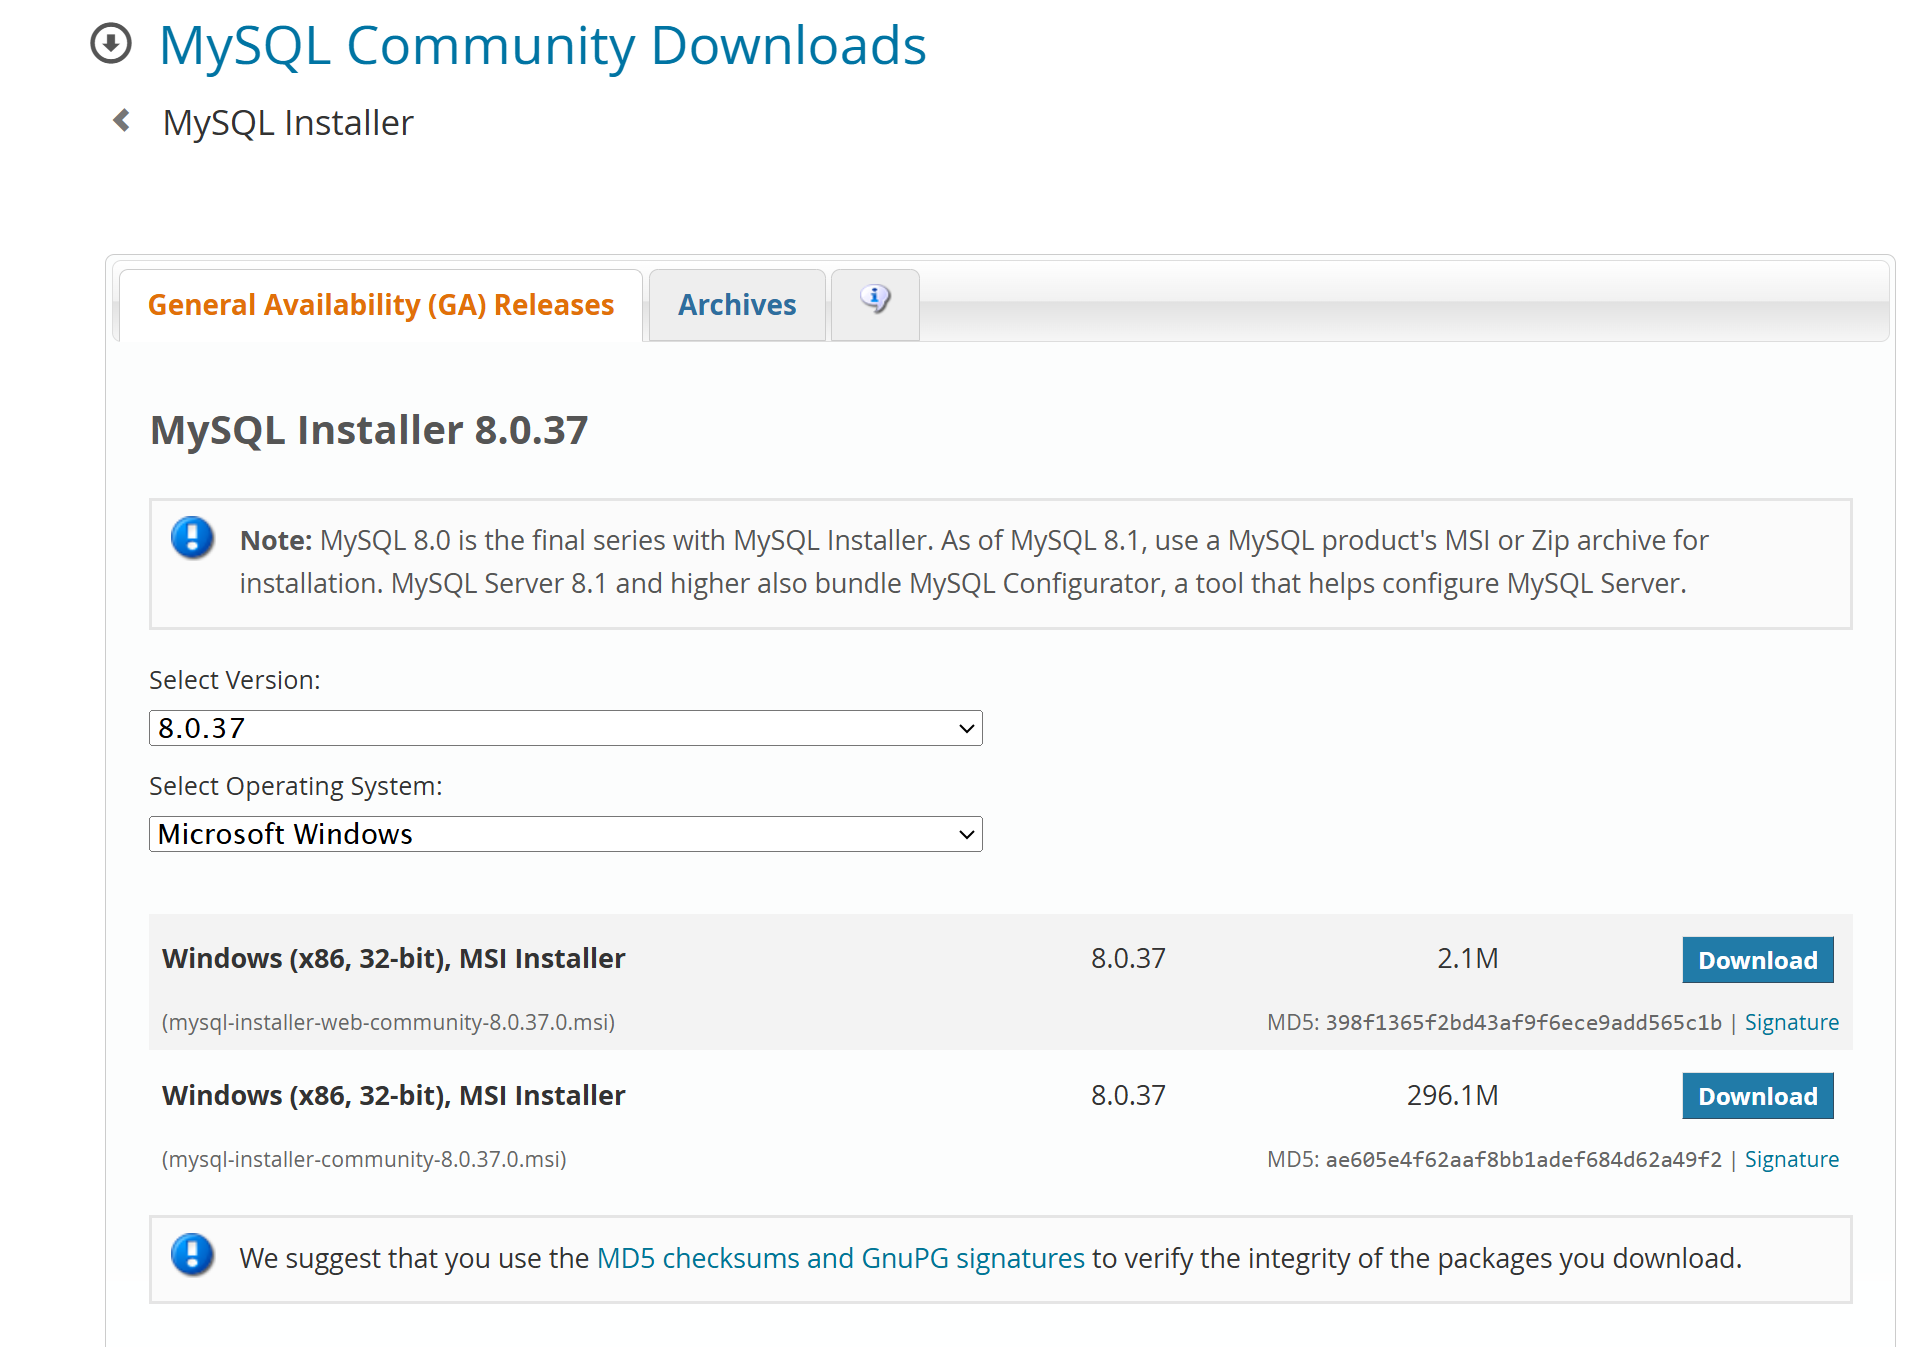 MySQL Community Downloads
MySQL Installer
General Availability (GA) Releases
Archives
MySQL Installer 8.0.37
Note: MySQL 8.0 is the final series with MySQL Installer. As of MySQL 8.1, use a MySQL product's MSI or Zip archive for
installation. MySQL Server 8.1 and higher also bundle MySQL Configurator, a tool that helps configure MySQL Server.
Select Version:
8.0.37
Select Operating System:
Microsoft Windows
Windows (x86, 32-bit), MSI Installer 8.0.37 2.1M Download
(mysql-installer-web-community-8.0.37.0.msi) MD5: 398f1365f2bd43af9f6ece9add565c1b | Signature
Windows (x86, 32-bit), MSI Installer 8.0.37 296.1M Download
(mysql-installer-community-8.0.37.0.msi) MD5: ae605e4f62aaf8bb1adef684d62a49f2 | Signature
We suggest that you use the MD5 checksums and GnuPG signatures to verify the integrity of the packages you download.